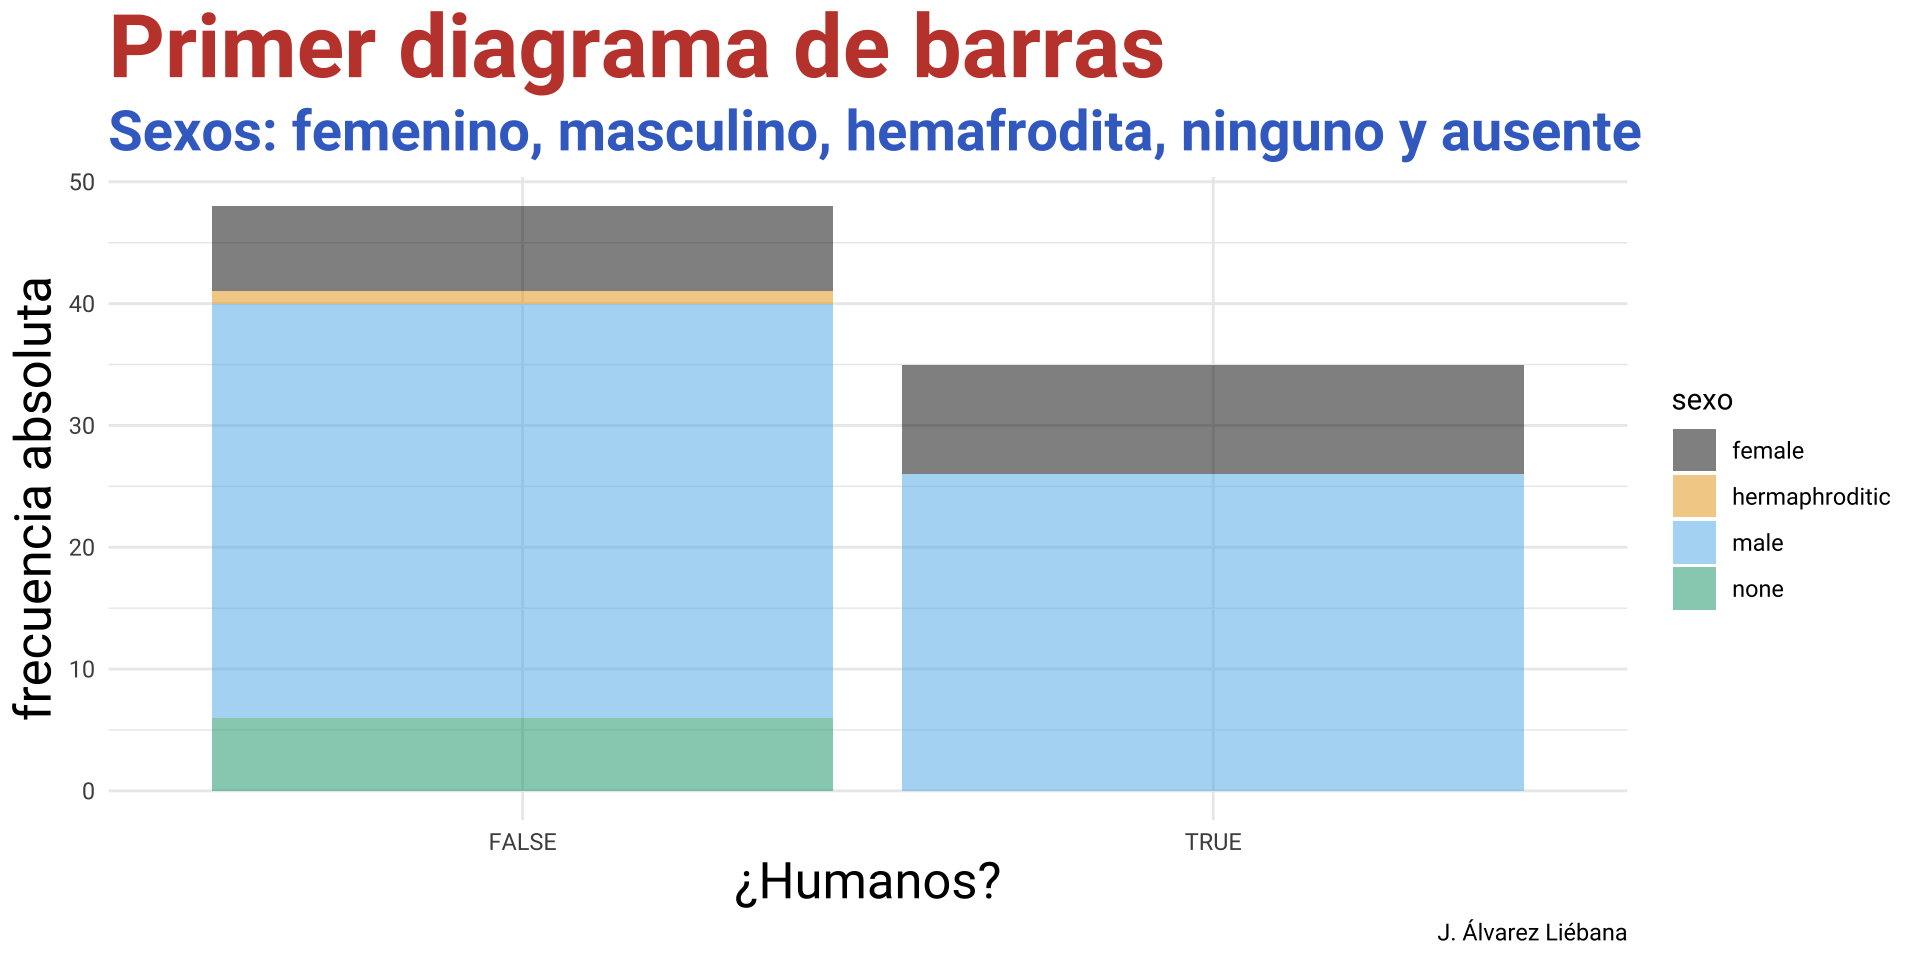 Primer diagrama de barras
Sexos: femenino, masculino, hemafrodita, ninguno y ausente
frecuencia absoluta
50
40
30
20
10
0
FALSE
TRUE
¿Humanos?
sexo
female
hermaphroditic
male
none
J. Álvarez Liébana